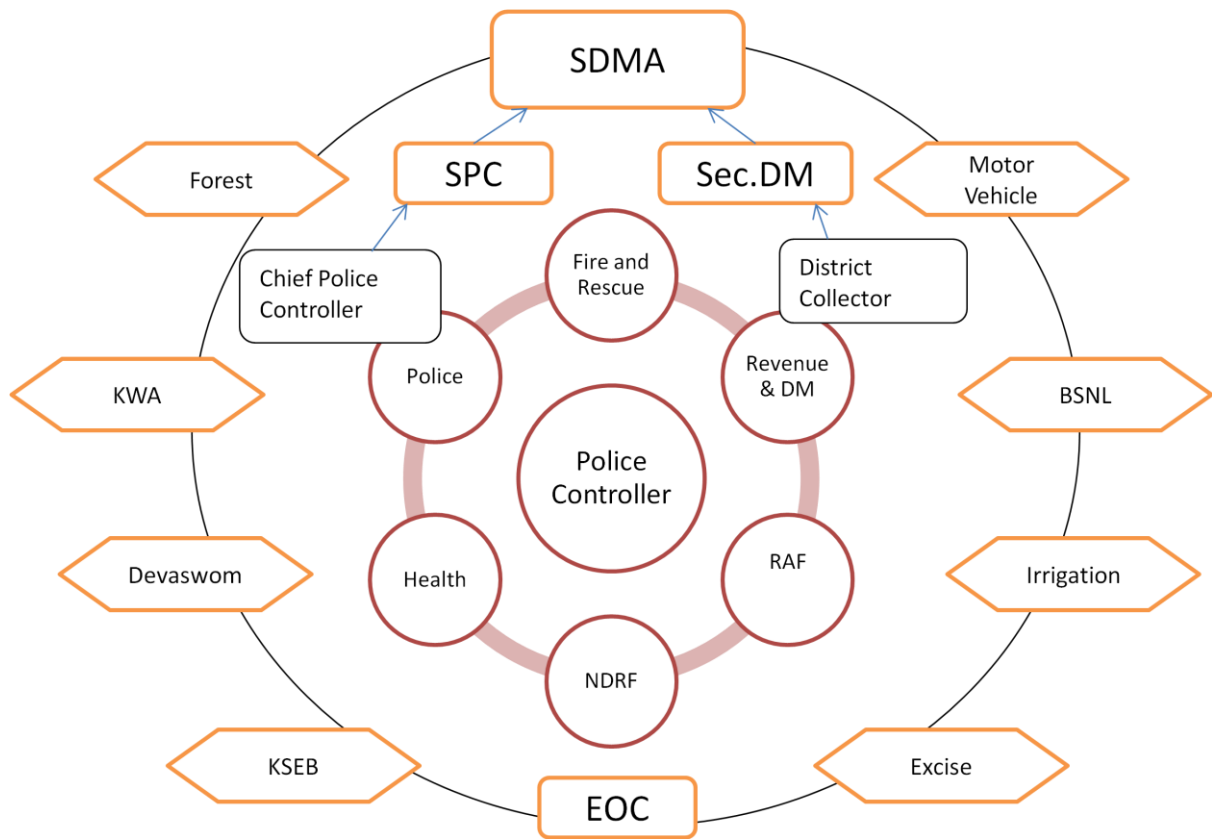 SDMA
Forest
SPC
Sec.DM
Motor
Vehicle
Chief Police
Controller
Fire and
Rescue
District
Collector
Police
Revenue
& DM
KWA
BSNL
Police
Controller
Devaswom
Health
RAF
Irrigation
NDRF
KSEB
EOC
Excise